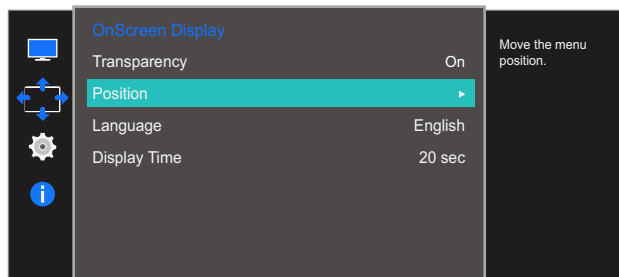 OnScreen Display
Transparency On
Position
Language English
Display Time 20 sec
Move the menu
position.
i